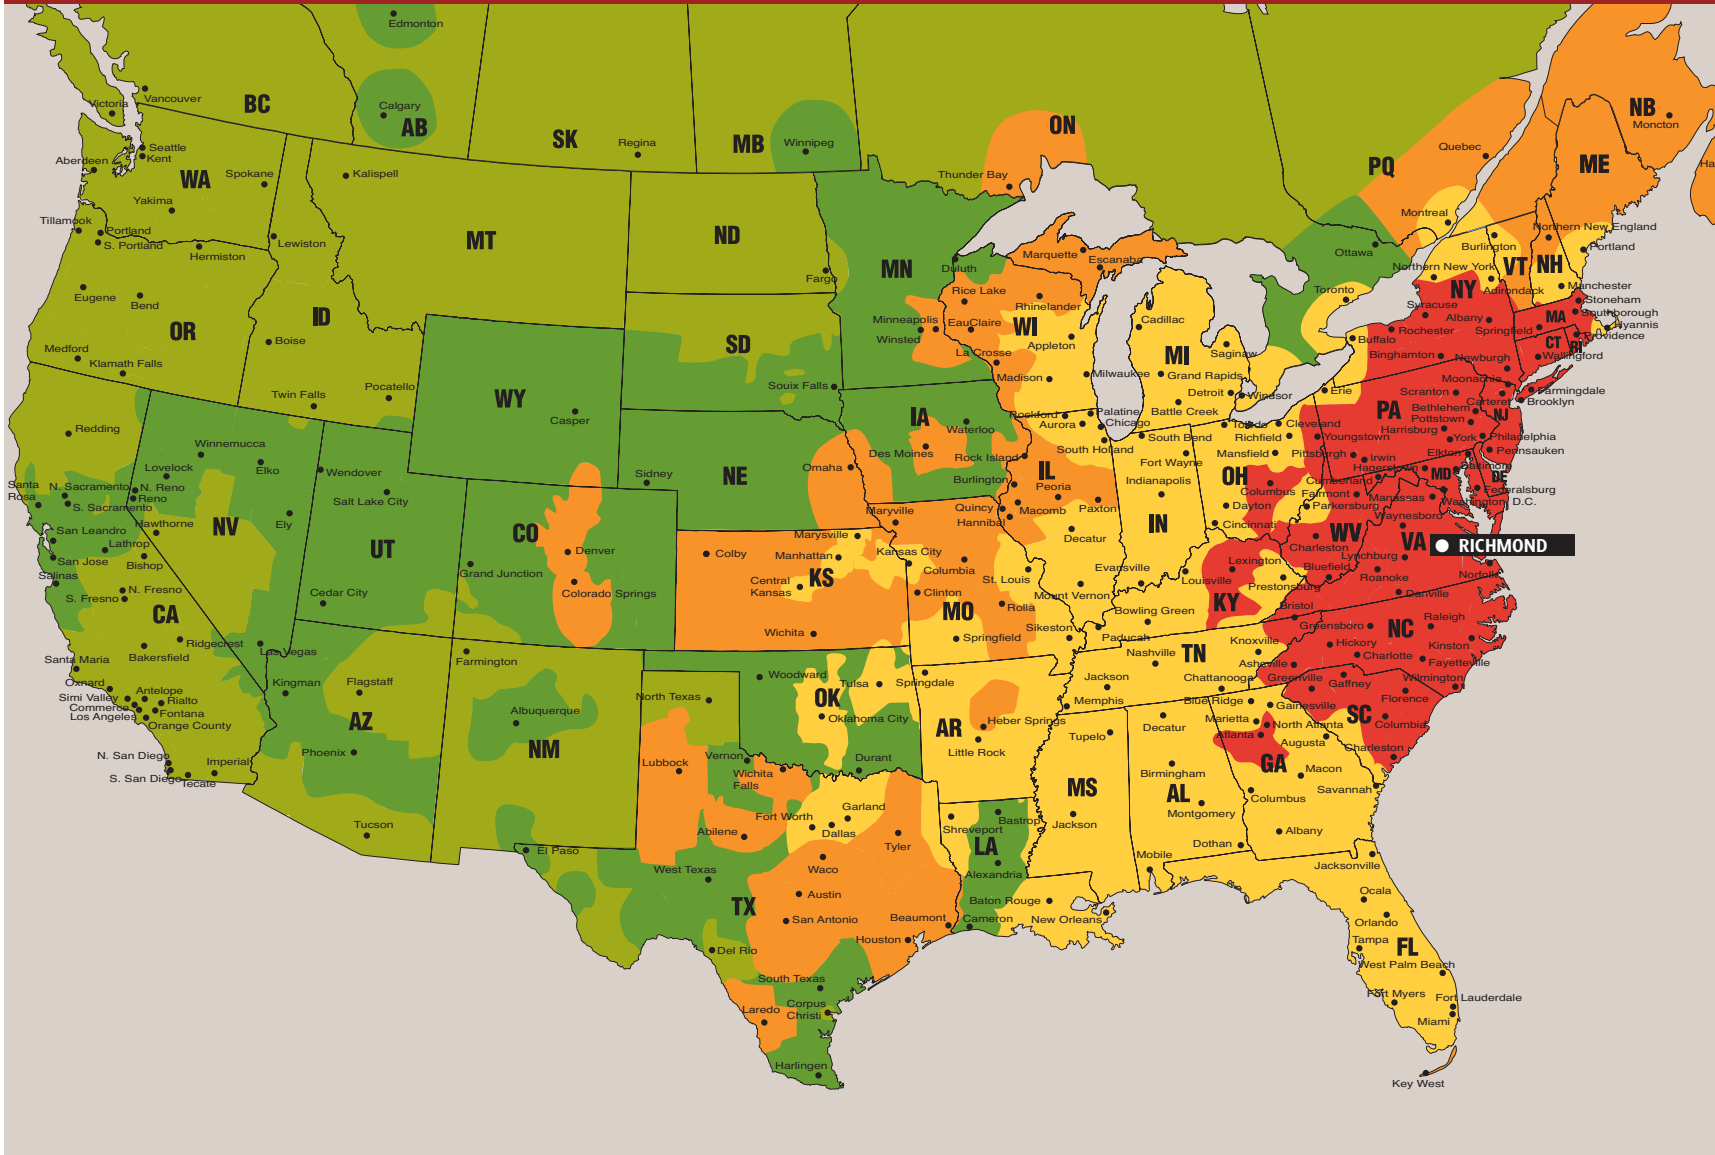 Edmonton
Vancouver
Victoria
BC
Calgary
AB
SK
Regina
MB
Winnipeg
ON
Thunder Bay
PQ
Quebec
Montreal
Ottawa
Toronto
NB
Moncton
Ha
ME
Seattle
Kent
Aberdeen
WA
Spokane
Yakima
Kalispell
Tillamook
Portland
S. Portland
Hermiston
Lewiston
MT
ND
Fargo
MN
Duluth
Marquette
Escanaba
Burlington
Northern New England
Portland
Northern New York
VT
NH
Adirondack
Manchester
Eugene
Bend
OR
ID
Boise
Medford
Klamath Falls
Twin Falls
Pocatello
WY
Casper
SD
Souix Falls
Minneapolis
Winsted
Rice Lake
EauClaire
Rhinelander
WI
Appleton
La Crosse
Madison
Milwaukee
Cadillac
MI
Saginaw
Grand Rapids
Detroit
Windsor
Battle Creek
NY
Syracuse
Albany
Rochester
Buffalo
Binghamton
Newburgh
Springfield
MA
Stoneham
Southborough
Hyannis
Providence
CT
RI
Wallingford
Erie
PA
Scranton
Moonachie
Carteret
Farmingdale
Brooklyn
Bethlehem
Pottstown
Harrisburg
NJ
York
Philadelphia
Pennsauken
Elkton
Irwin
Pittsburgh
Hagerstown
MD
Baltimore
DE
Federalsburg
Washington, D.C.
Cumberland
Fairmont
Parkersburg
Manassas
Redding
Winnemucca
Lovelock
Elko
Wendover
Salt Lake City
Santa
Rosa
N. Sacramento
N. Reno
Reno
S. Sacramento
San Leandro
Hawthorne
NV
Ely
Lathrop
San Jose
Bishop
Salinas
N. Fresno
S. Fresno
CA
UT
Cedar City
CO
Denver
Grand Junction
Colorado Springs
Sidney
NE
Omaha
IA
Waterloo
Des Moines
Rock Island
Burlington
Rockford
Palatine
Aurora
Chicago
South Holland
South Bend
Toledo
Cleveland
Richfield
Youngstown
Mansfield
Fort Wayne
OH
Columbus
Dayton
Cincinnati
Indianapolis
IN
IL
Peoria
Macomb
Paxton
Quincy
Hannibal
Decatur
Maryville
Marysville
Manhattan
Kansas City
Columbia
St. Louis
Colby
Central
Kansas
KS
Wichita
Clinton
MO
Rolla
Springfield
Sikeston
Mount Vernon
Evansville
Louisville
Lexington
KY
Prestonsburg
Bowling Green
Paducah
WV
Charleston
Bluefield
Waynesboro
VA
RICHMOND
Lynchburg
Roanoke
Norfolk
Danville
Bristol
Greensboro
NC
Raleigh
Hickory
Kinston
Charlotte
Fayetteville
Wilmington
Asheville
Knoxville
TN
Nashville
Chattanooga
Jackson
Memphis
Ridgecrest
Bakersfield
Las Vegas
Santa Maria
Oxnard
Simi Valley
Antelope
Rialto
Commerce
Fontana
Los Angeles
Orange County
N. San Diego
S. San Diego
Imperial
Tecate
Kingman
Flagstaff
AZ
Phoenix
Tucson
Farmington
Albuquerque
NM
El Paso
North Texas
Woodward
OK
Tulsa
Oklahoma City
Durant
Springdale
AR
Heber Springs
Little Rock
Tupelo
Decatur
Blue Ridge
Gainesville
Marietta
North Atlanta
Atlanta
GA
Augusta
Greenville
Gaffney
SC
Florence
Columbia
Charleston
Macon
Savannah
Columbus
Albany
Birmingham
AL
Montgomery
Dothan
Mobile
MS
Jackson
Lubbock
Vernon
Wichita
Falls
Abilene
Fort Worth
Garland
Dallas
Tyler
Waco
West Texas
TX
Austin
San Antonio
Del Rio
Beaumont
Houston
South Texas
Laredo
Corpus
Christi
Harlingen
Shreveport
Bastrop
LA
Alexandria
Baton Rouge
Cameron
New Orleans
Jacksonville
Ocala
Orlando
Tampa
FL
West Palm Beach
Fort Myers
Fort Lauderdale
Miami
Key West